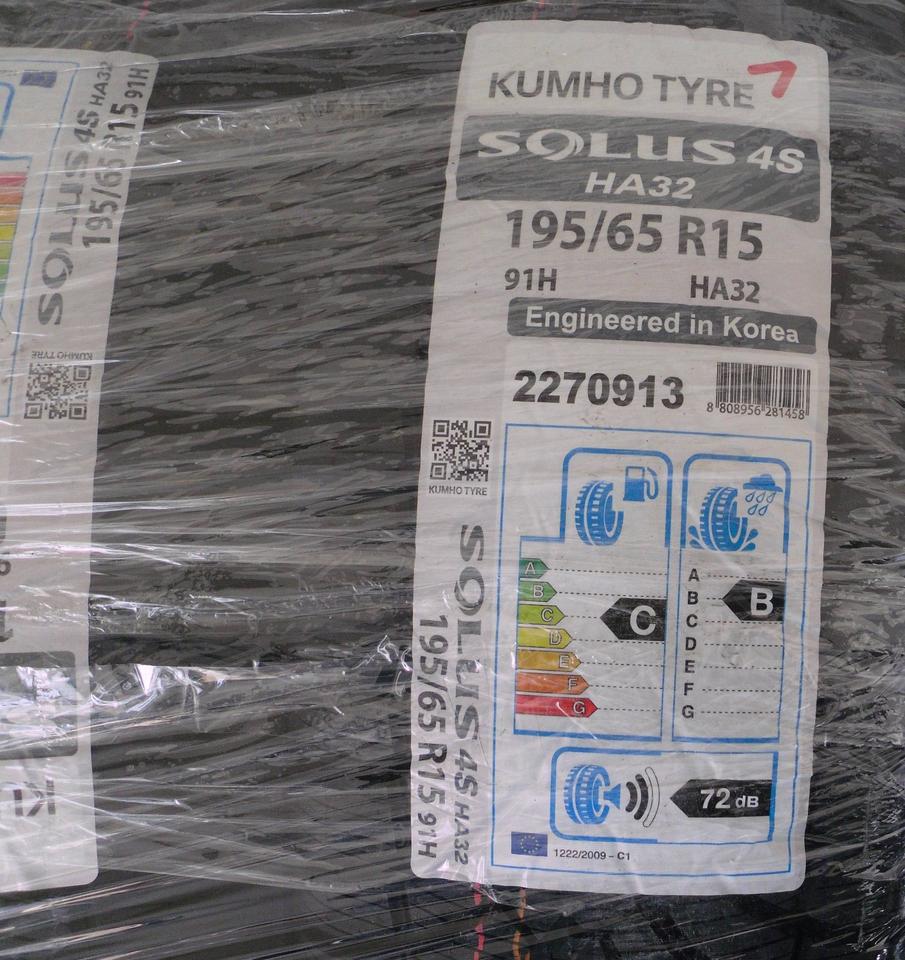 KUMHO TYRE
SOLUS 4S
HA32
195/65 R15
91H HA32
Engineered in Korea
2270913
8 808956 281458
KUMHO TYRE
SOLUS 4S HA32
195/65 R15 91H
A
B
C
D
E
F
G
C
A
B
C
D
E
F
G
B
72 dB
1222/2009 - C1
SOLUS 4S HA32
195/65 R15 91H
KUMHO TYRE